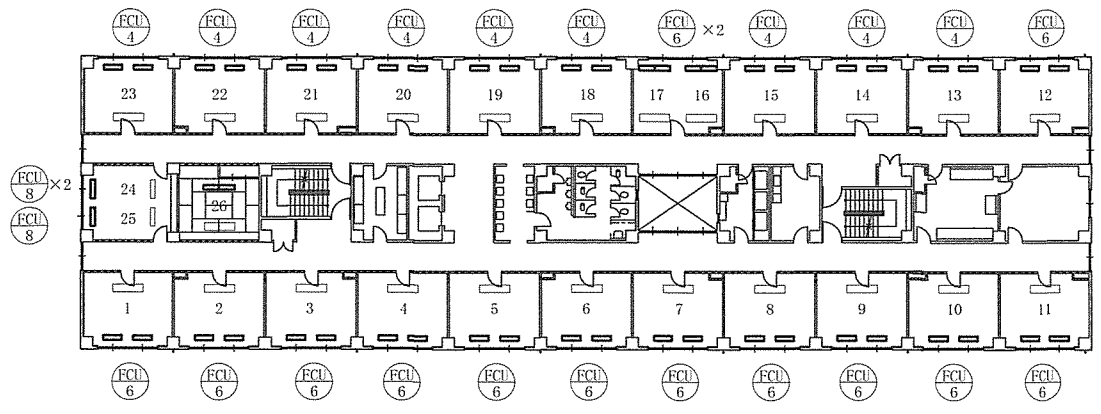 FCU FCU FCU FCU FCU FCU FCU ×2 FCU FCU FCU FCU
4 4 4 4 4 4 6 4 4 4 6
23 22 21 20 19 18 17 16 15 14 13 12
FCU ×2
8
FCU
8
24
25
26
1 2 3 4 5 6 7 8 9 10 11
FCU FCU FCU FCU FCU FCU FCU FCU FCU FCU FCU
6 6 6 6 6 6 6 6 6 6 6